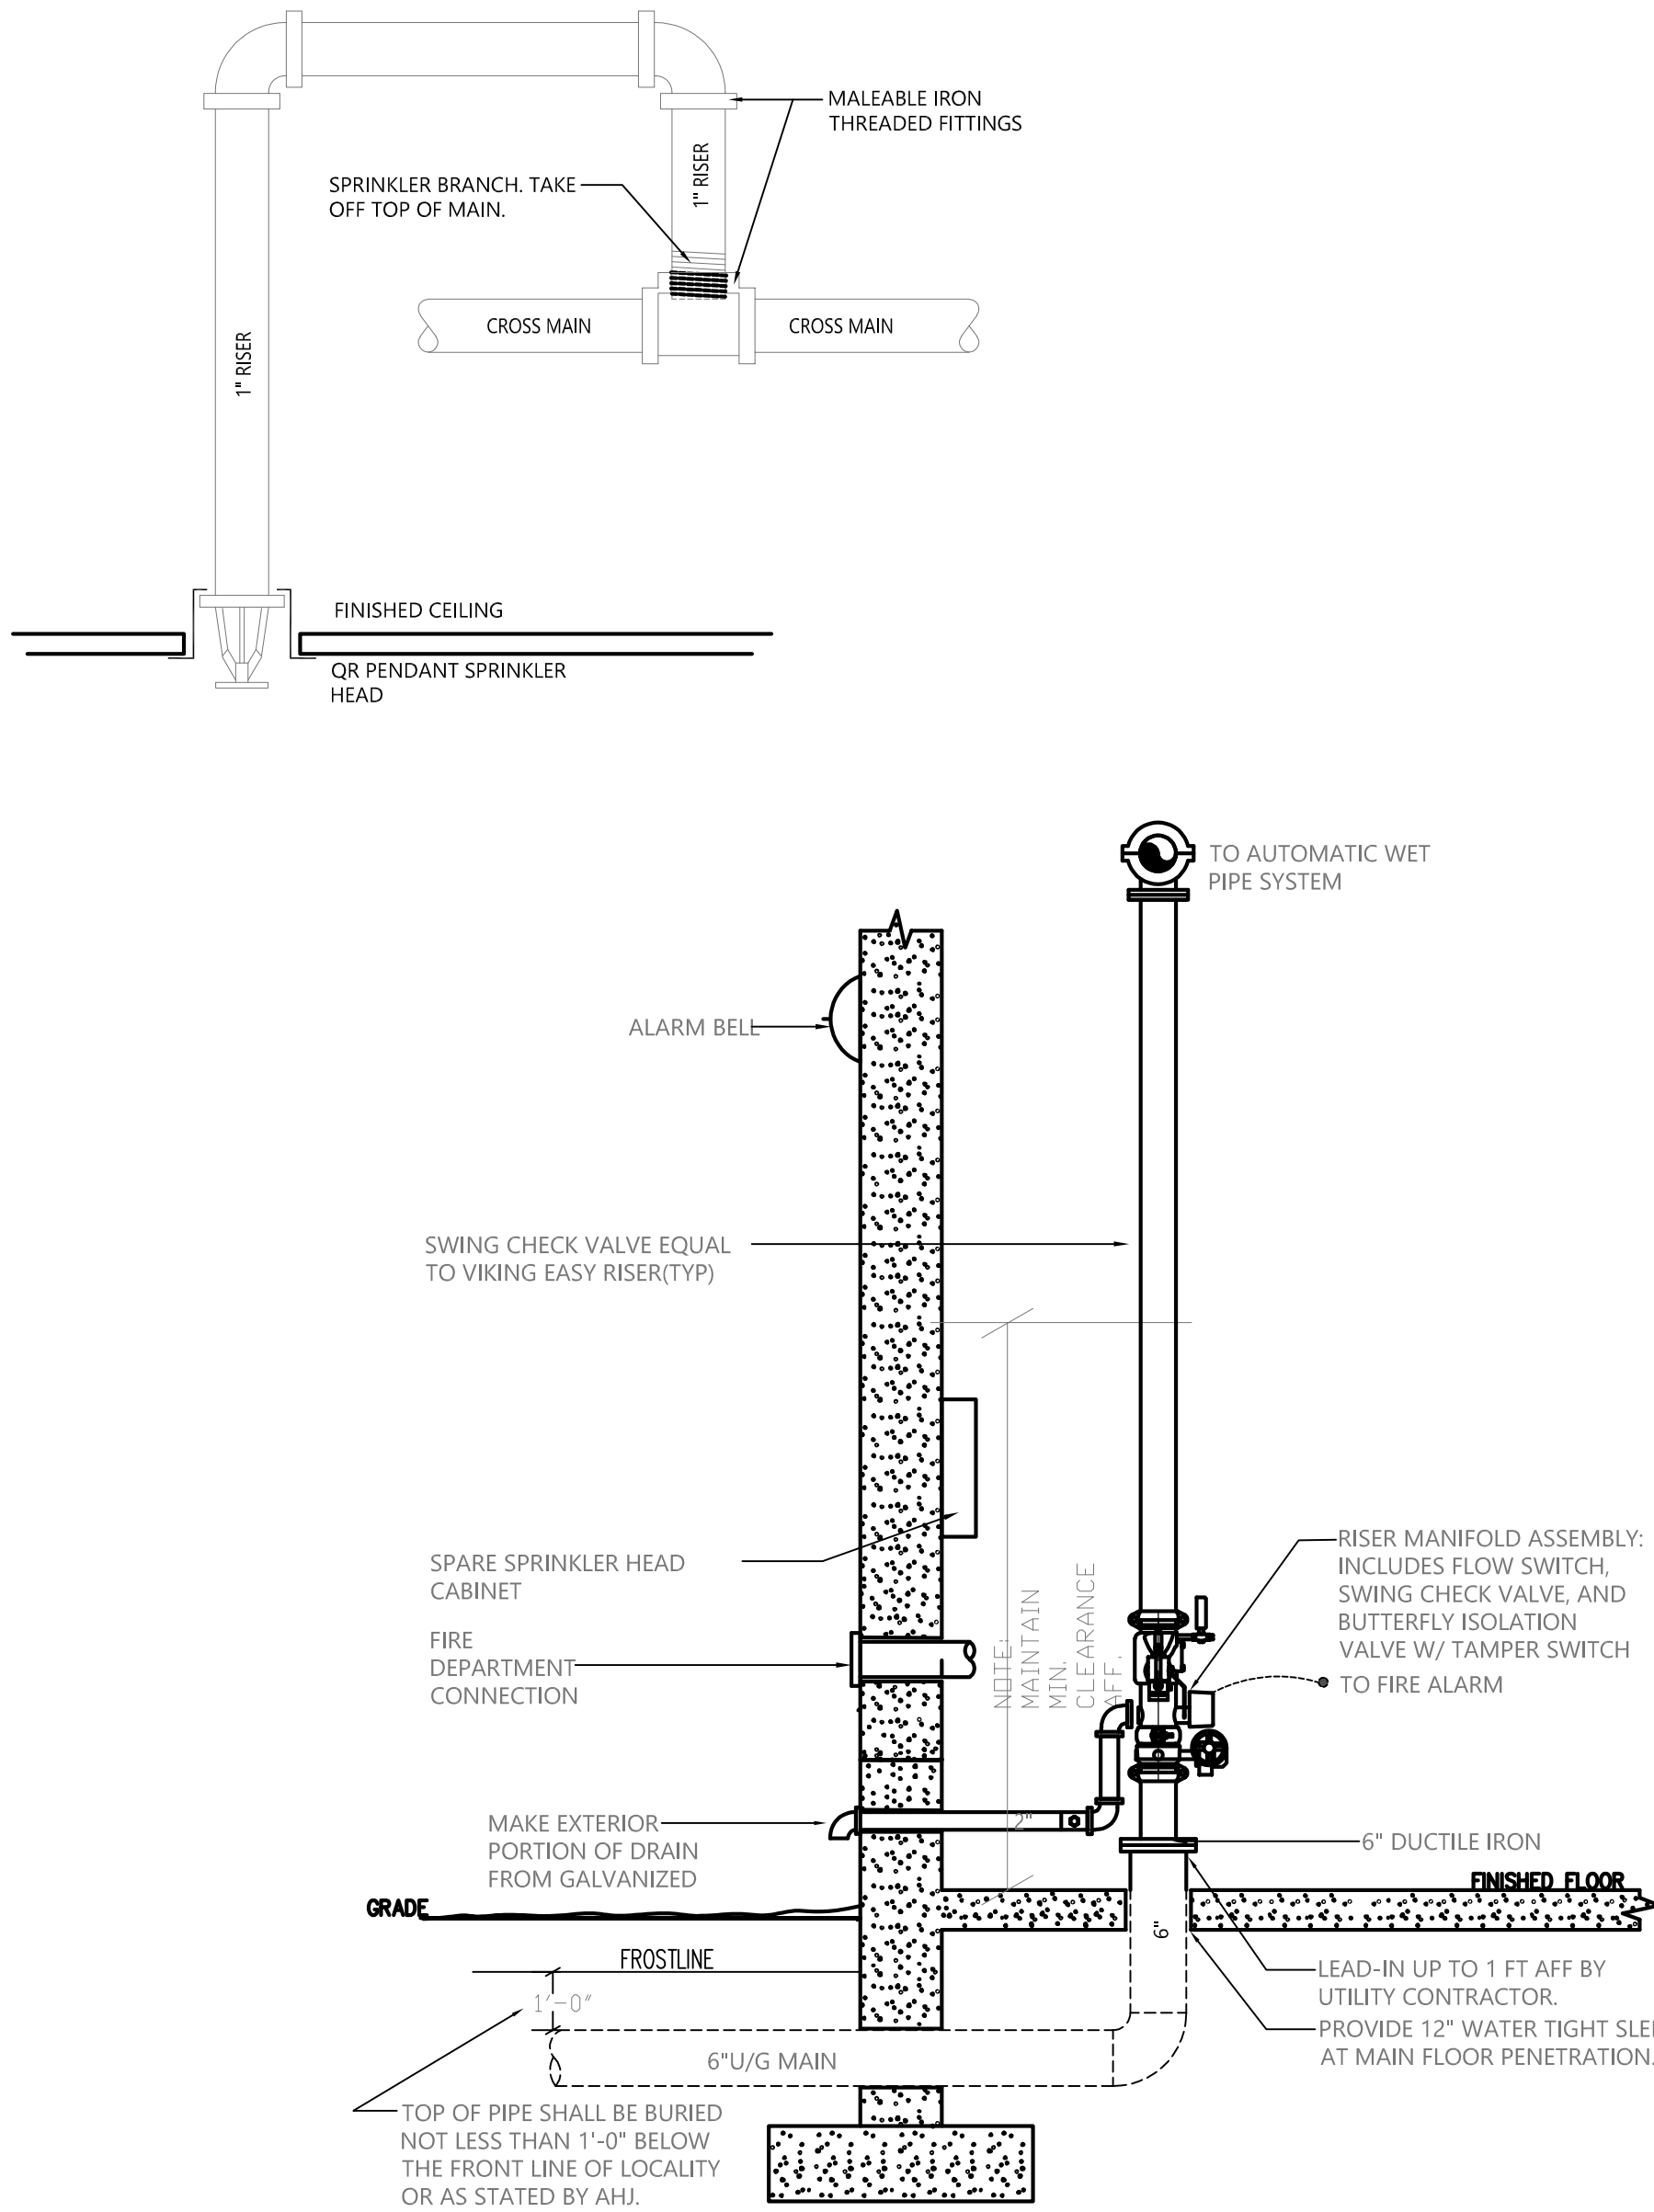 MALEABLE IRON
THREADED FITTINGS
1" RISER
SPRINKLER BRANCH. TAKE
OFF TOP OF MAIN.
CROSS MAIN
CROSS MAIN
1" RISER
FINISHED CEILING
QR PENDANT SPRINKLER
HEAD
TO AUTOMATIC WET
PIPE SYSTEM
ALARM BELL
SWING CHECK VALVE EQUAL
TO VIKING EASY RISER(TYP)
SPARE SPRINKLER HEAD
CABINET
FIRE
DEPARTMENT
CONNECTION
NOTE:
MAINTAIN
MIN.
CLEARANCE
AFF.
RISER MANIFOLD ASSEMBLY:
INCLUDES FLOW SWITCH,
SWING CHECK VALVE, AND
BUTTERFLY ISOLATION
VALVE W/ TAMPER SWITCH
TO FIRE ALARM
MAKE EXTERIOR
PORTION OF DRAIN
FROM GALVANIZED
2"
6" DUCTILE IRON
FINISHED FLOOR
GRADE
6"
FROSTLINE
1'-0"
LEAD-IN UP TO 1 FT AFF BY
UTILITY CONTRACTOR.
PROVIDE 12" WATER TIGHT
AT MAIN FLOOR PENETRATION.
6"U/G MAIN
TOP OF PIPE SHALL BE BURIED
NOT LESS THAN 1'-0" BELOW
THE FRONT LINE OF LOCALITY
OR AS STATED BY AHJ.